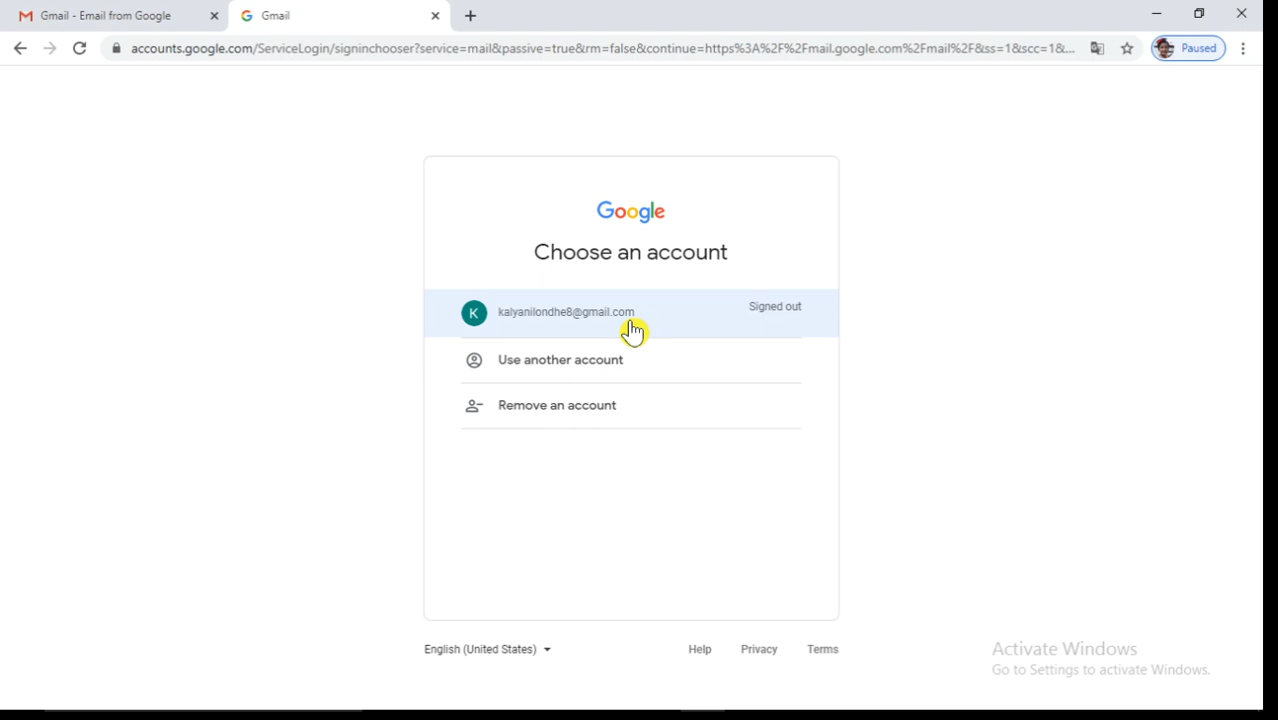 Gmail - Email from Google
Gmail
accounts.google.com/ServiceLogin/signinchooser?service=mail&passive=true&rm=false&continue=https%3A%2F%2Fmail.google.com%2Fmail%2F&ss=1&scc=1&...
Paused
Google
Choose an account
K
kalyanilondhe8@gmail.com
Signed out
Use another account
Remove an account
English (United States)
Help
Privacy
Terms
Activate Windows
Go to Settings to activate Windows.